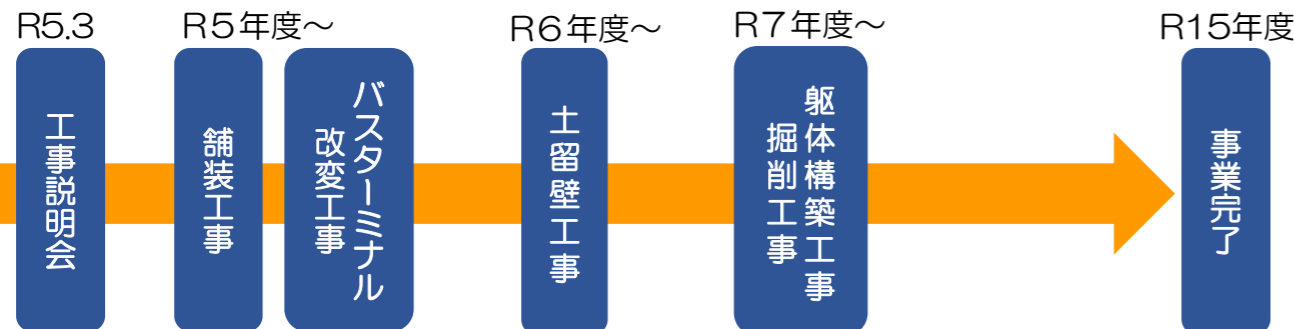 R5.3
工事説明会
R5年度~
舗装工事
バスターミナル
改変工事
R6年度~
土留壁工事
R7年度~
躯体構築工事
掘削工事
R15年度
事業完了